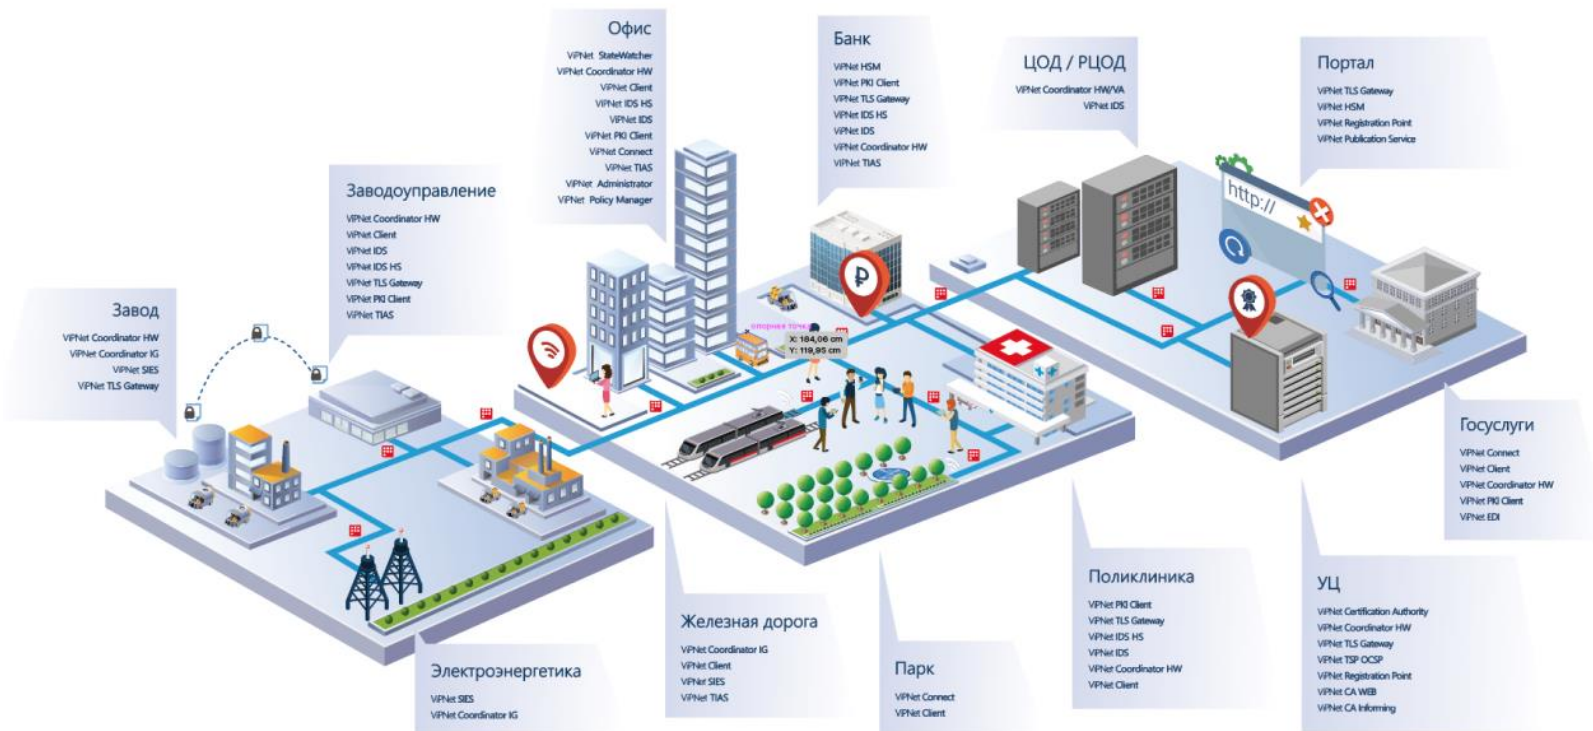 Офис
ViPNet StateWatcher
ViPNet Coordinator HW
ViPNet Client
ViPNet IDS HS
ViPNet IDS
ViPNet PKI Client
ViPNet Connect
ViPNet TIAS
ViPNet Administrator
ViPNet Policy Manager
Банк
ViPNet HSM
ViPNet PKI Client
ViPNet TLS Gateway
ViPNet IDS HS
ViPNet IDS
ViPNet Coordinator HW
ViPNet TIAS
ЦОД / РЦОД
ViPNet Coordinator HW/VA
ViPNet IDS
Портал
ViPNet TLS Gateway
ViPNet HSM
ViPNet Registration Point
ViPNet Publication Service
Заводоуправление
ViPNet Coordinator HW
ViPNet Client
ViPNet IDS
ViPNet IDS HS
ViPNet TLS Gateway
ViPNet PKI Client
ViPNet TIAS
Завод
ViPNet Coordinator HW
ViPNet Coordinator IG
ViPNet SIES
ViPNet TLS Gateway
http://
₽
опорная точка
X: 184,06 cm
Y: 119,95 cm
Госуслуги
ViPNet Connect
ViPNet Client
ViPNet Coordinator HW
ViPNet PKI Client
ViPNet EDI
Электроэнергетика
ViPNet SIES
ViPNet Coordinator IG
Железная дорога
ViPNet Coordinator IG
ViPNet Client
ViPNet SIES
ViPNet TIAS
Парк
ViPNet Connect
ViPNet Client
Поликлиника
ViPNet PKI Client
ViPNet TLS Gateway
ViPNet IDS HS
ViPNet IDS
ViPNet Coordinator HW
ViPNet Client
УЦ
ViPNet Certification Authority
ViPNet Coordinator HW
ViPNet TLS Gateway
ViPNet TSP OCSP
ViPNet Registration Point
ViPNet CA WEB
ViPNet CA Informing